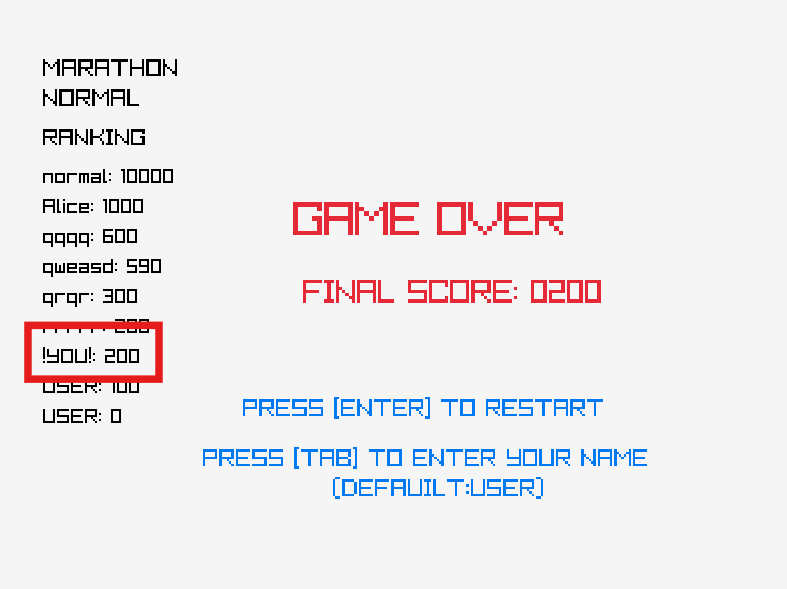 MARATHON
NORMAL
RANKING
normal: 10000
Alice: 1000
qqqq: 600
qweasd: 590
qrqr: 300
200
!YOU!: 200
USER: 100
USER: 0
GAME OVER
FINAL SCORE: 0200
PRESS [ENTER] TO RESTART
PRESS [TAB] TO ENTER YOUR NAME
(DEFAUILT:USER)